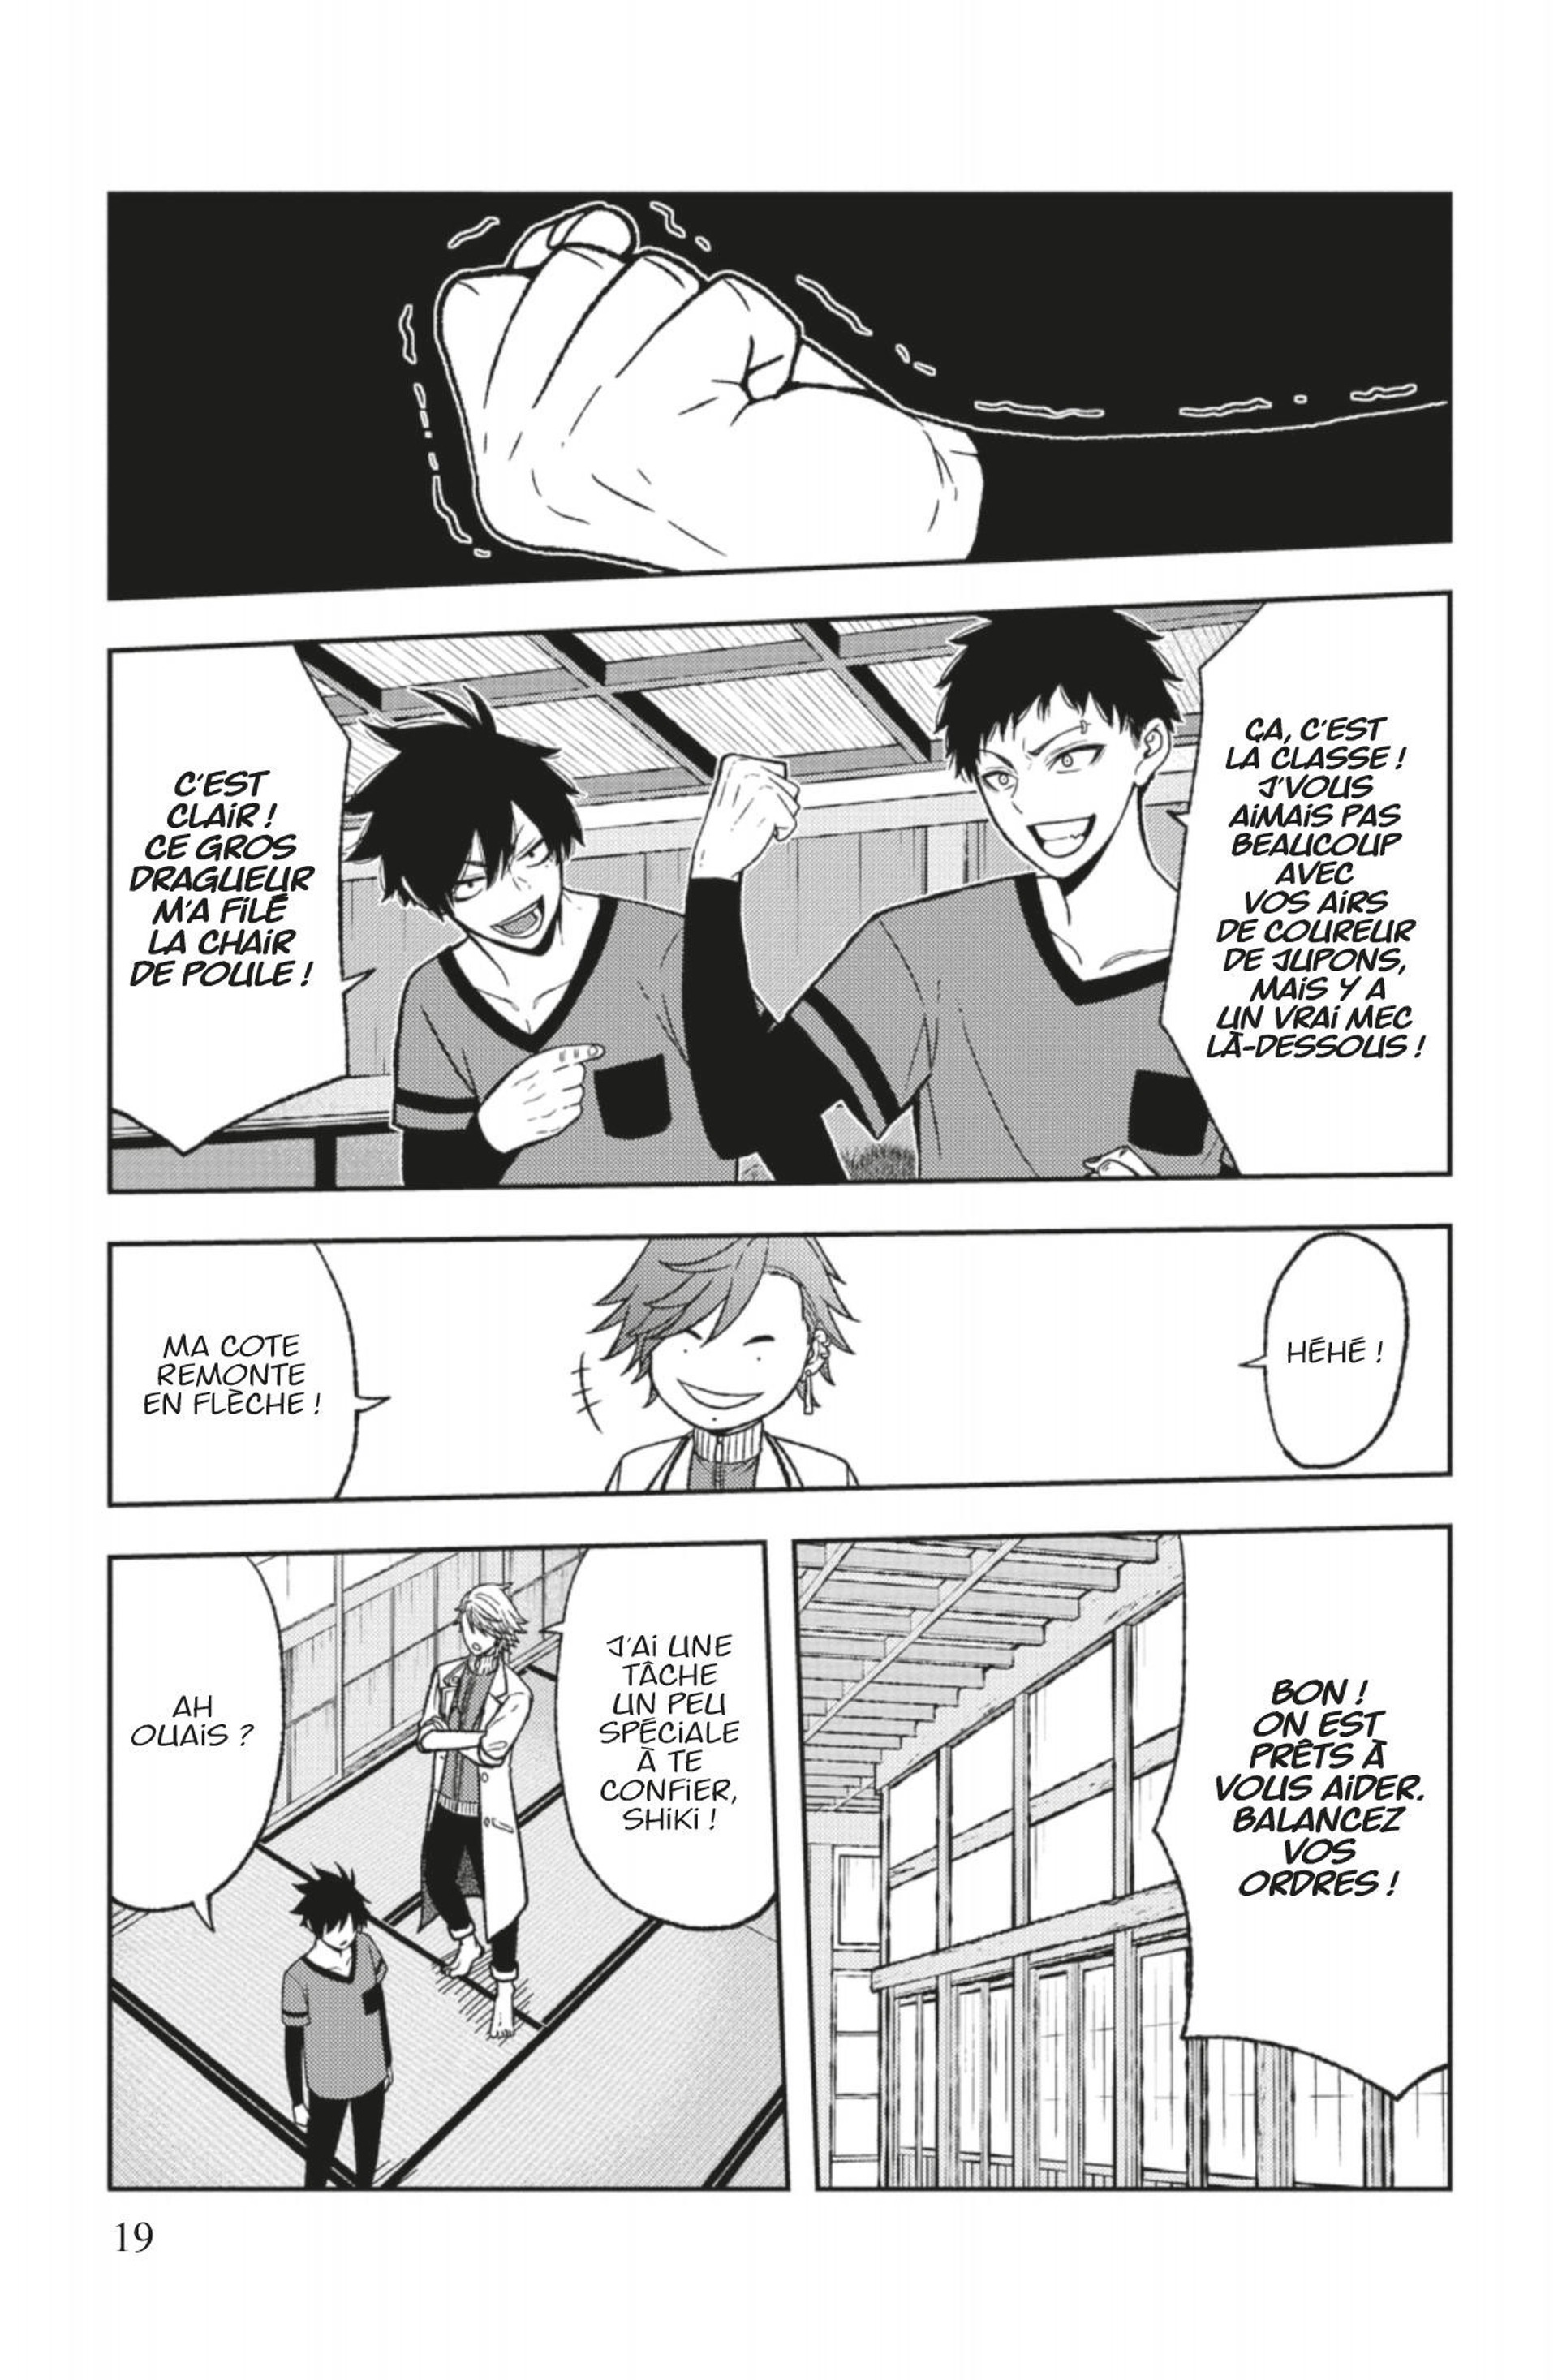 ÇA, C'EST
LA CLASSE !
J'VOUS
AIMAIS PAS
BEAUCOUP
AVEC
VOS AIRS
DE COUREUR
DE JUPONS,
MAIS Y A
UN VRAI MEC
LÀ-DESSOUS !
C'EST
CLAIR !
CE GROS
DRAGUEUR
M'A FILÉ
LA CHAIR
DE POULE !
HÉHÉ !
MA COTE
REMONTE
EN FLÈCHE !
BON !
ON EST
PRÊTS À
VOUS AIDER.
BALANCEZ
VOS
ORDRES !
J'AI UNE
TÂCHE
UN PEU
SPÉCIALE
À TE
CONFIER,
SHIKI !
AH
OUAIS ?
19